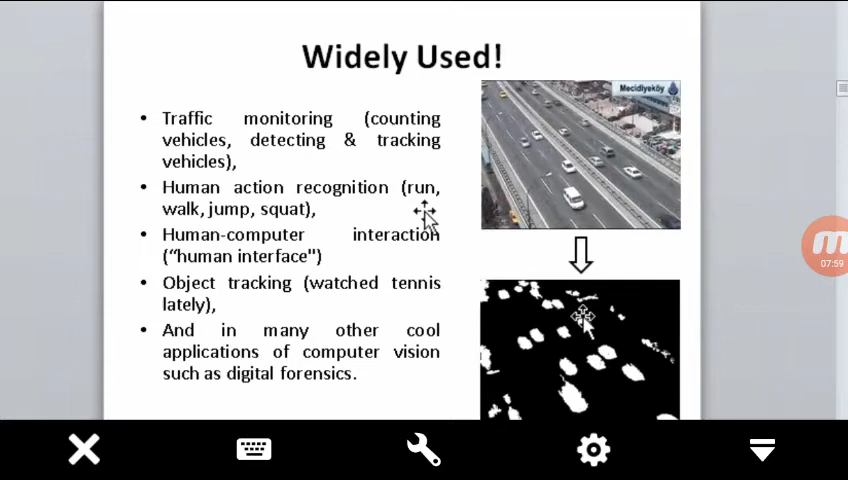 Widely Used!
• Traffic monitoring (counting
vehicles, detecting & tracking
vehicles),
• Human action recognition (run,
walk, jump, squat),
• Human-computer interaction
("human interface")
• Object tracking (watched tennis
lately),
• And in many other cool
applications of computer vision
such as digital forensics.
Mecidiyeköy
07:59